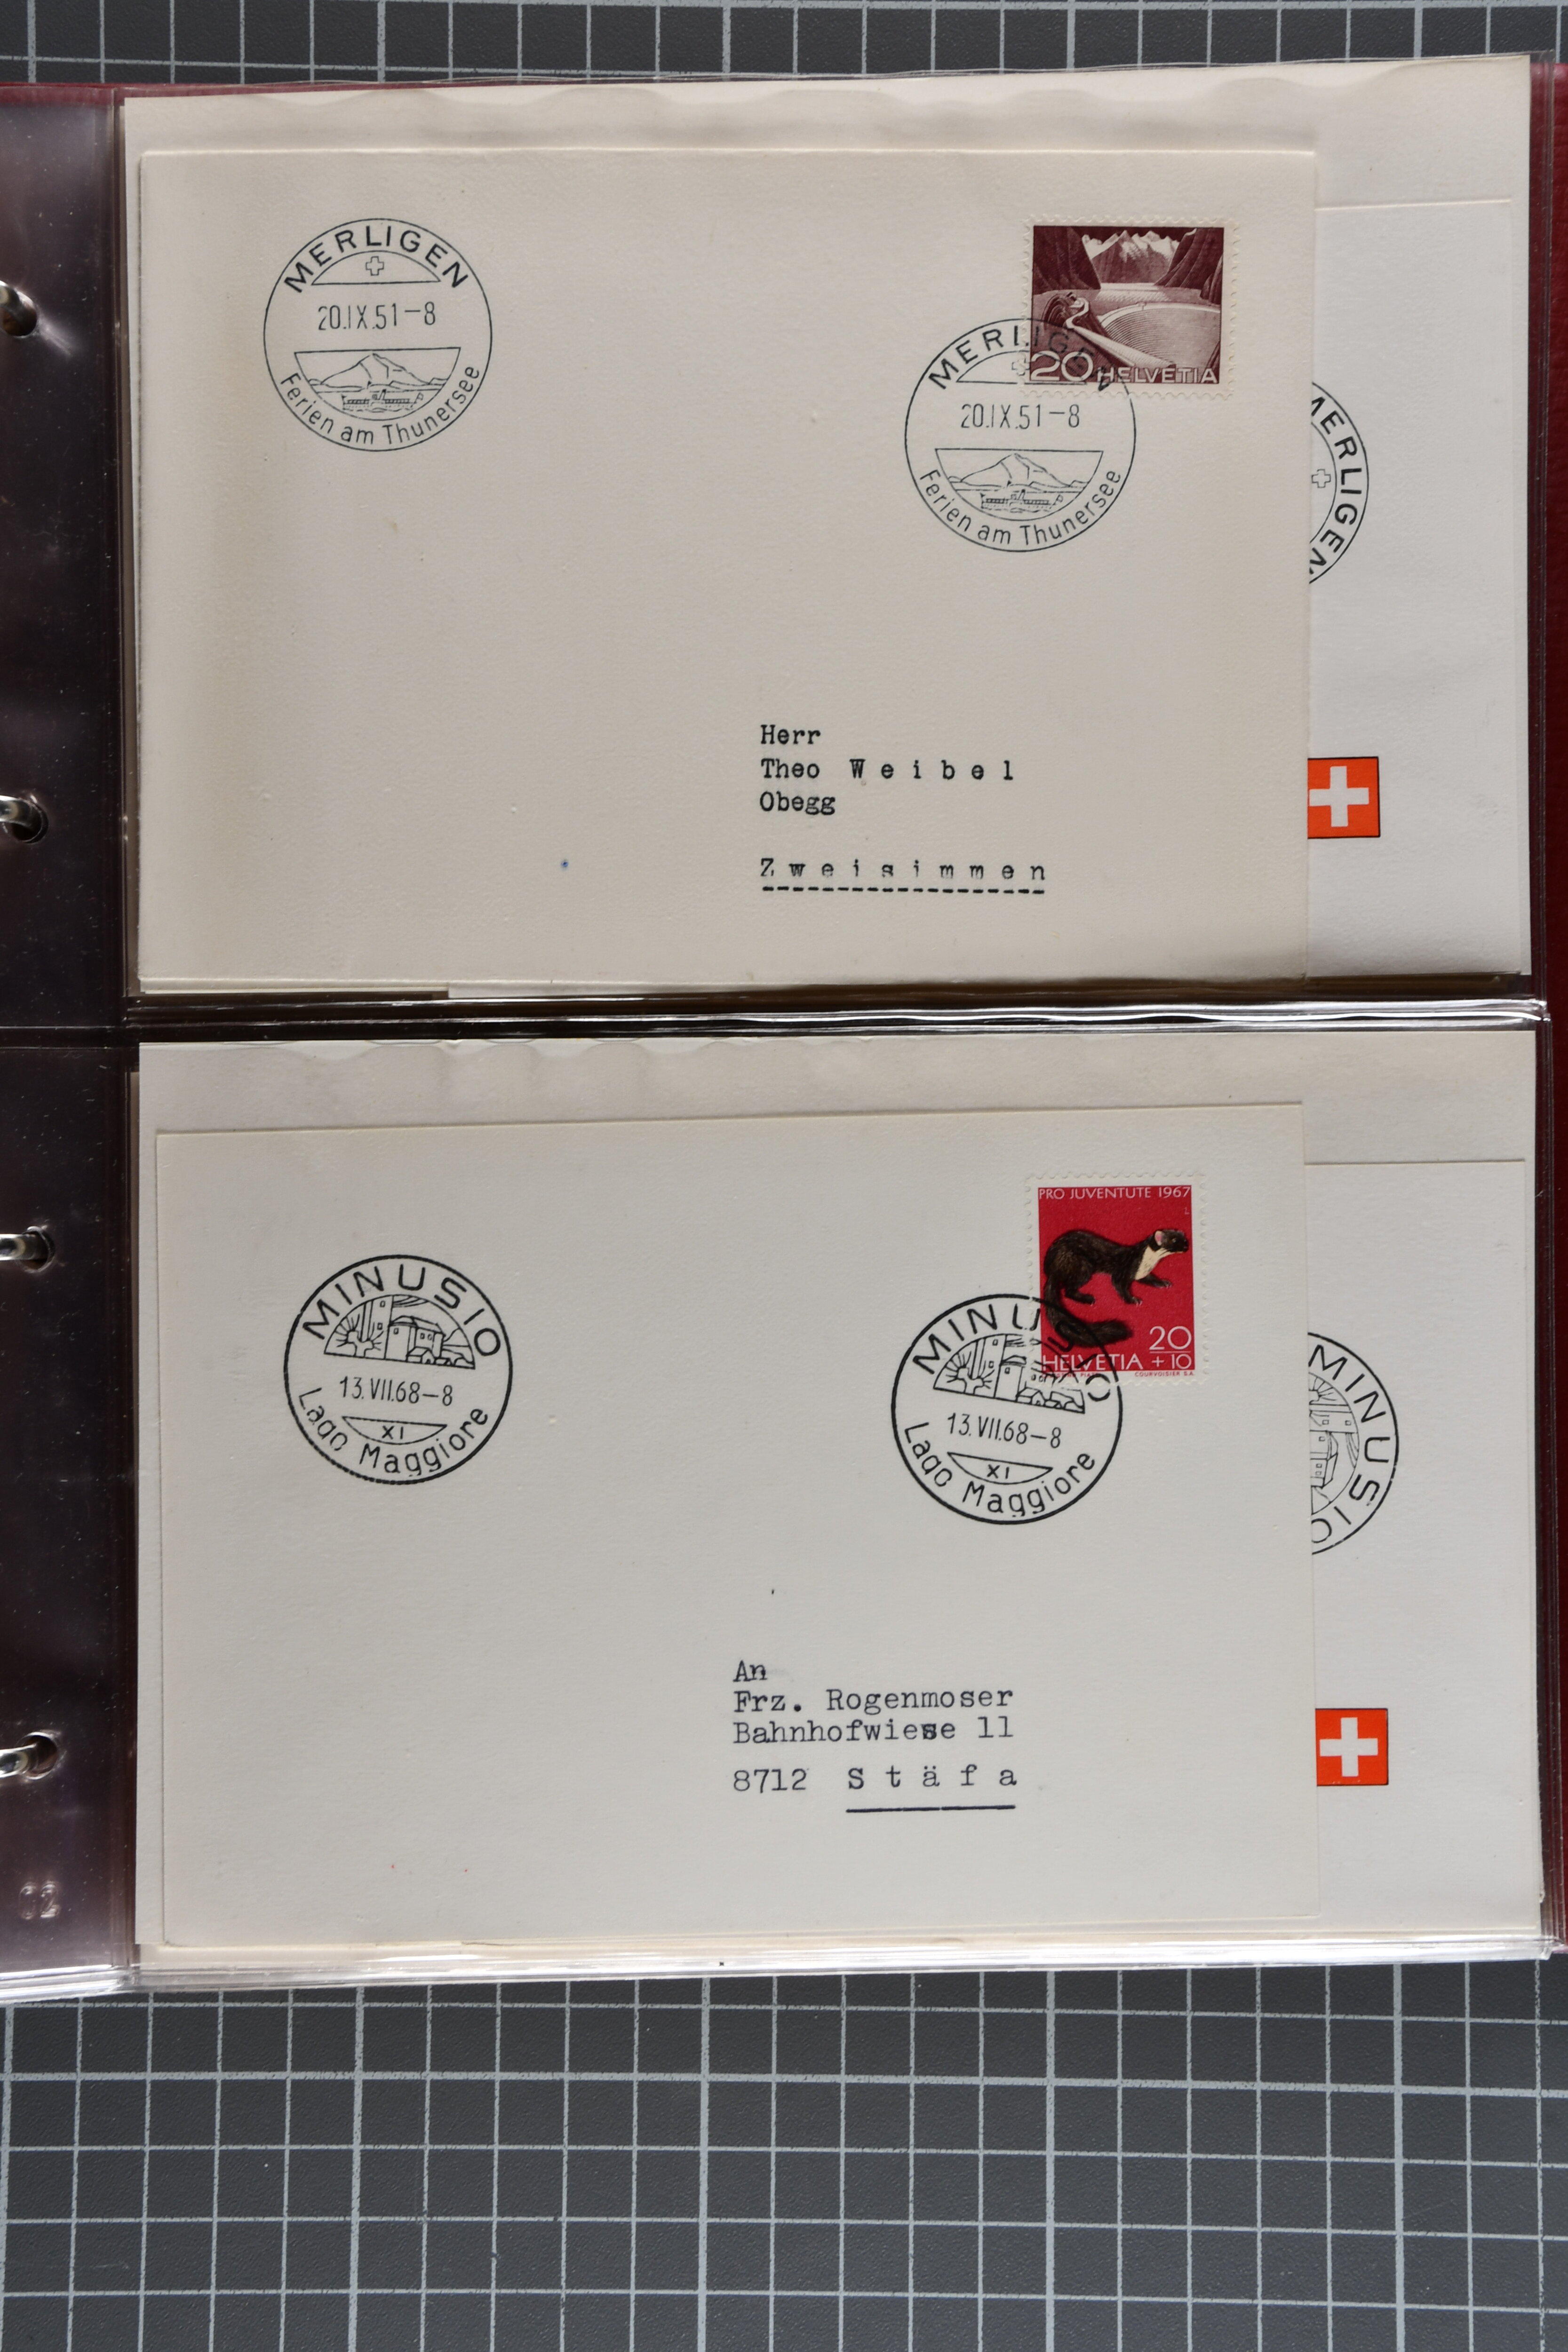 MERLIGEN
20.IX.51-8
Ferien am Thunersee
20 HELVETIA
MERLIGEN
20.IX.51-8
Ferien am Thunersee
MERLIGEN
Herr
Theo Weibel
Obegg
Zweisimmen
PRO JUVENTUTE 1967
20
HELVETIA +10
COURVOISIER S.A.
MINUSIO
13.VII.68-8
XI
Lago Maggiore
MINUSIO
13.VII.68-8
XI
Lago Maggiore
MINUSIO
An
Frz. Rogenmoser
Bahnhofwiese 11
8712 Stäfa